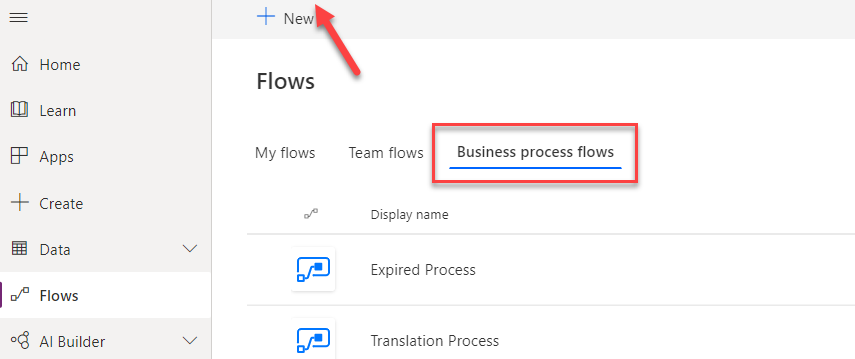 New
Home
Learn
Apps
Create
Data
Flows
AI Builder
Flows
My flows Team flows Business process flows
Display name
Expired Process
Translation Process